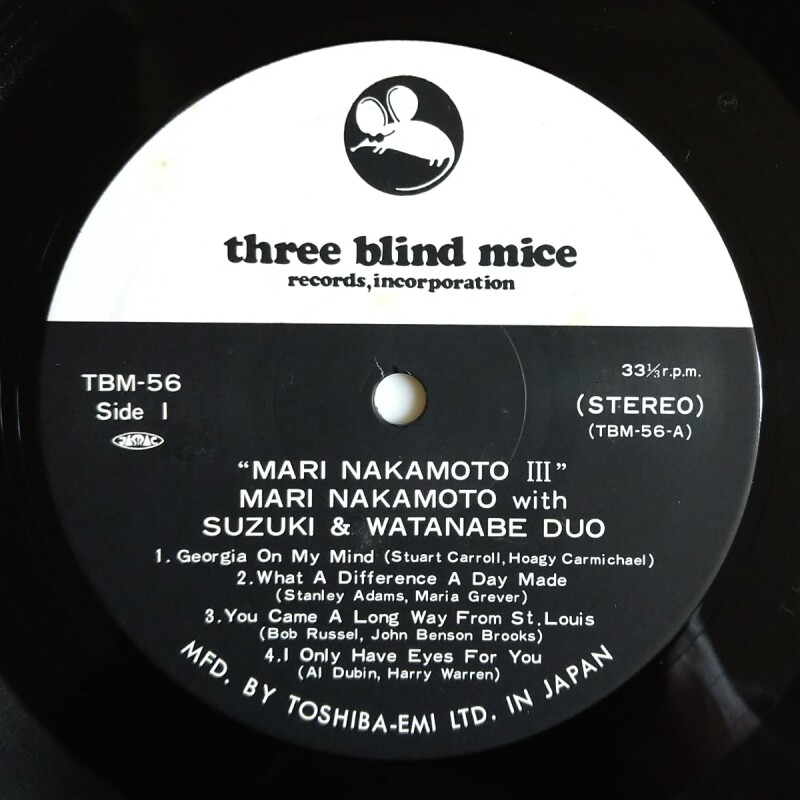 three blind mice
records, incorporation
TBM-56
Side 1
JASRAC
33⅓ r.p.m.
(STEREO)
(TBM-56-A)
“MARI NAKAMOTO III”
MARI NAKAMOTO with
SUZUKI & WATANABE DUO
1. Georgia On My Mind (Stuart Carroll, Hoagy Carmichael)
2. What A Difference A Day Made
(Stanley Adams, Maria Grever)
3. You Came A Long Way From St. Louis
(Bob Russel, John Benson Brooks)
4. I Only Have Eyes For You
(Al Dubin, Harry Warren)
MFD. BY TOSHIBA-EMI LTD. IN JAPAN